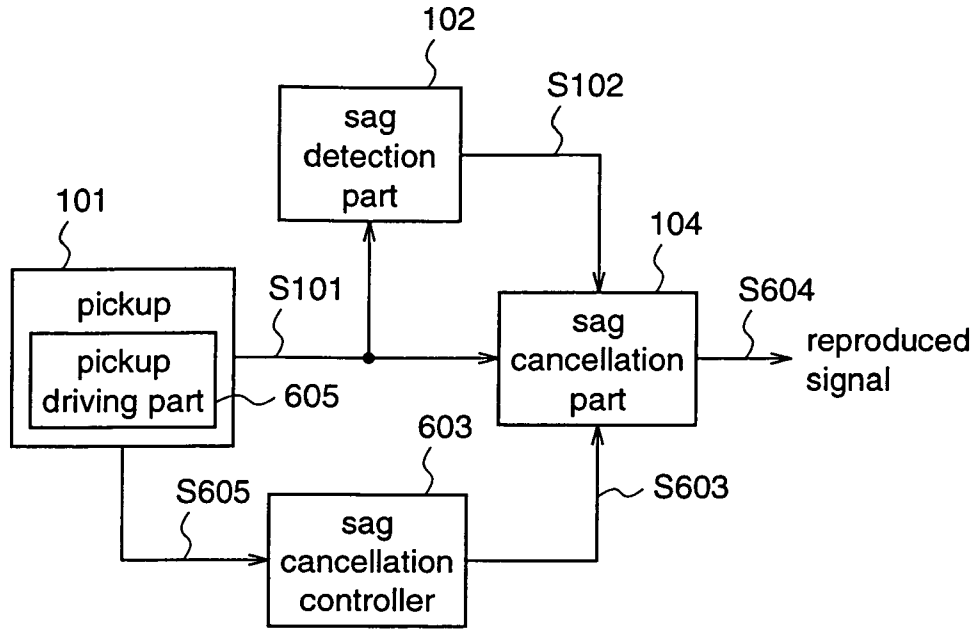 102
S102
sag
detection
part
101
104
S101
S604
pickup
sag
cancellation
part
reproduced
signal
pickup
driving part
605
603
S605
S603
sag
cancellation
controller